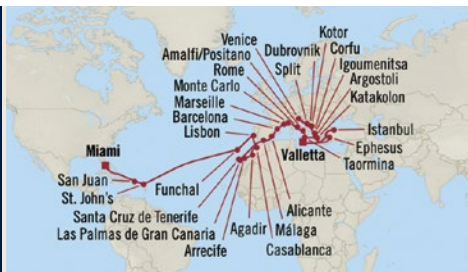 Venice
Kotor
Dubrovnik
Corfu
Amalfi/Positano
Split
Igoumenitsa
Rome
Argostoli
Monte Carlo
Katakolon
Marseille
Barcelona
Istanbul
Lisbon
Miami
Valletta
Ephesus
Taormina
San Juan
Funchal
St. John's
Alicante
Santa Cruz de Tenerife
Agadir
Málaga
Las Palmas de Gran Canaria
Arrecife
Casablanca